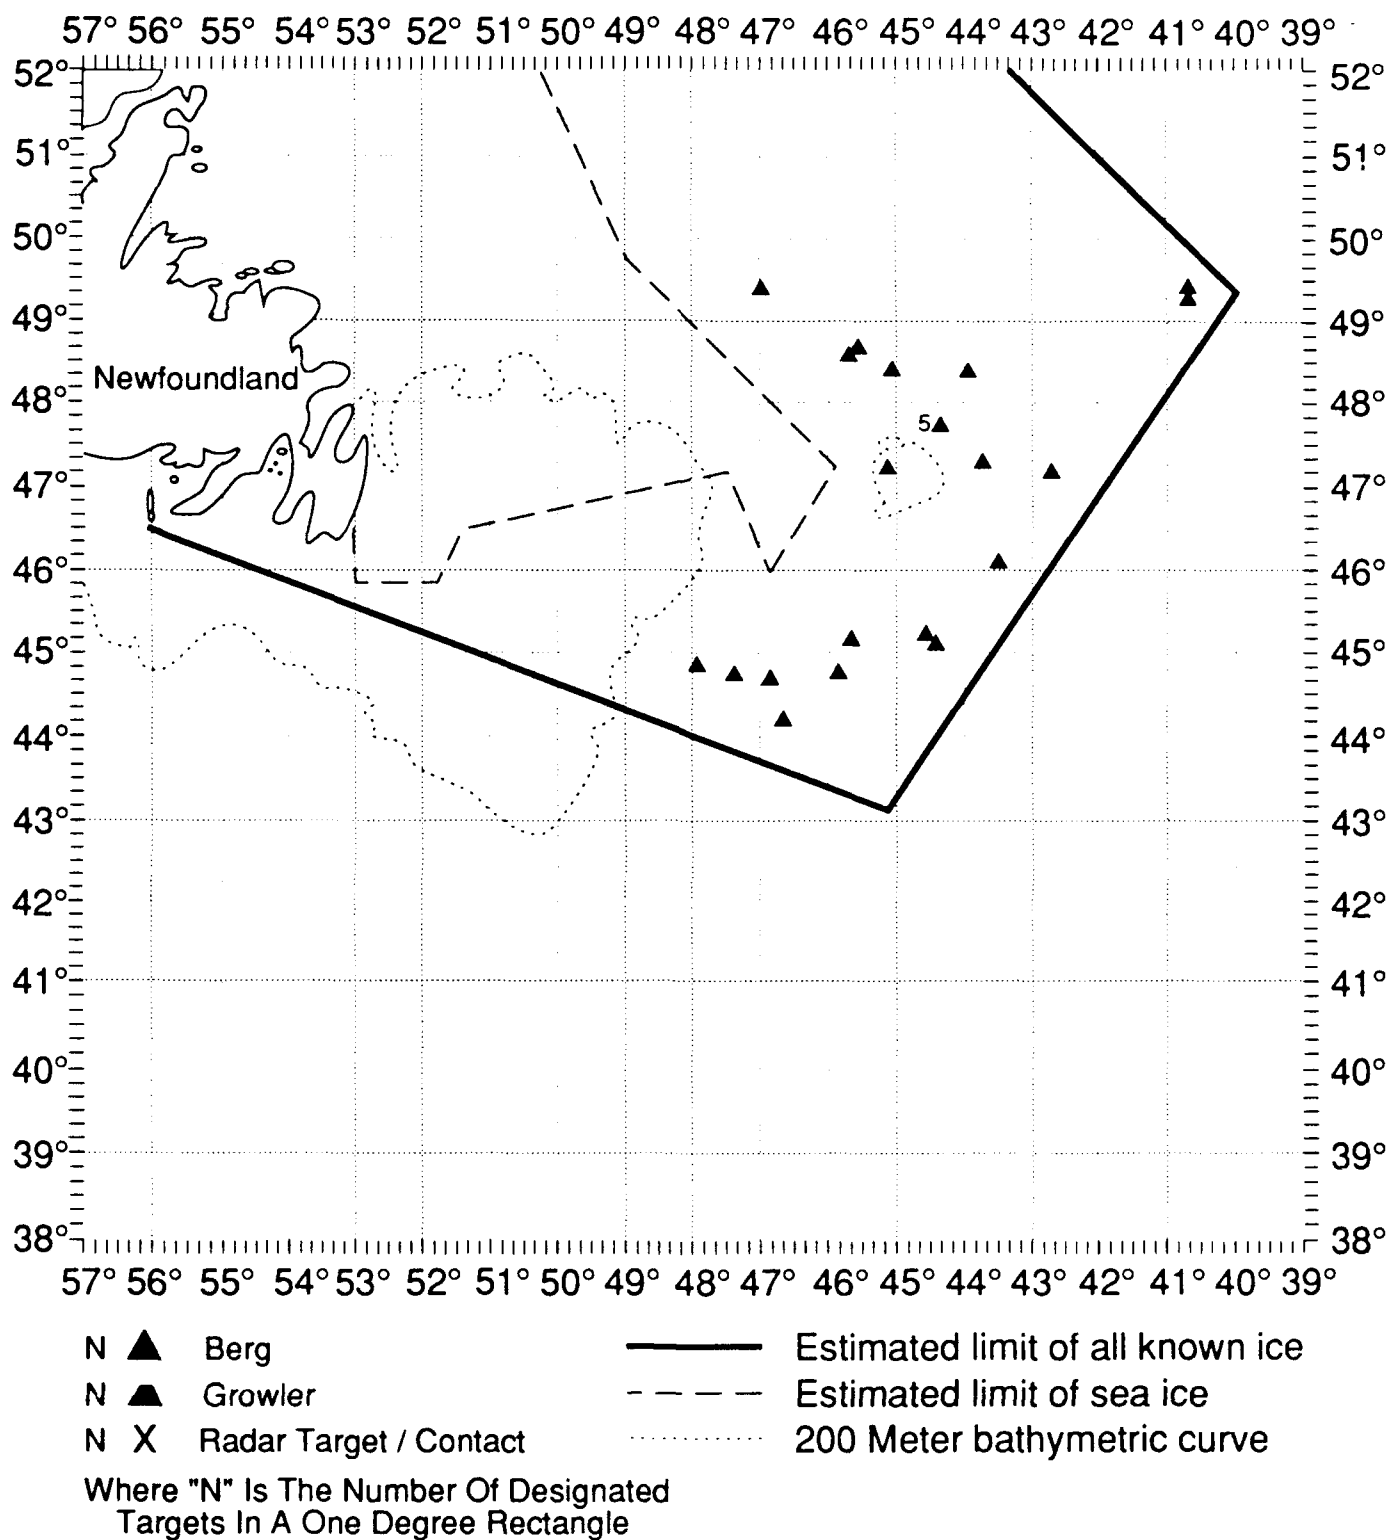 57° 56° 55° 54° 53° 52° 51° 50° 49° 48° 47° 46° 45° 44° 43° 42° 41° 40° 39°
52° 52°
51° 51°
50° 50°
49° 49°
Newfoundland
48° 48°
5
47° 47°
46° 46°
45° 45°
44° 44°
43° 43°
42° 42°
41° 41°
40° 40°
39° 39°
38° 38°
57° 56° 55° 54° 53° 52° 51° 50° 49° 48° 47° 46° 45° 44° 43° 42° 41° 40° 39°
N ▲ Berg
Estimated limit of all known ice
N Growler
Estimated limit of sea ice
N X Radar Target / Contact
200 Meter bathymetric curve
Where "N" Is The Number Of Designated
Targets In A One Degree Rectangle